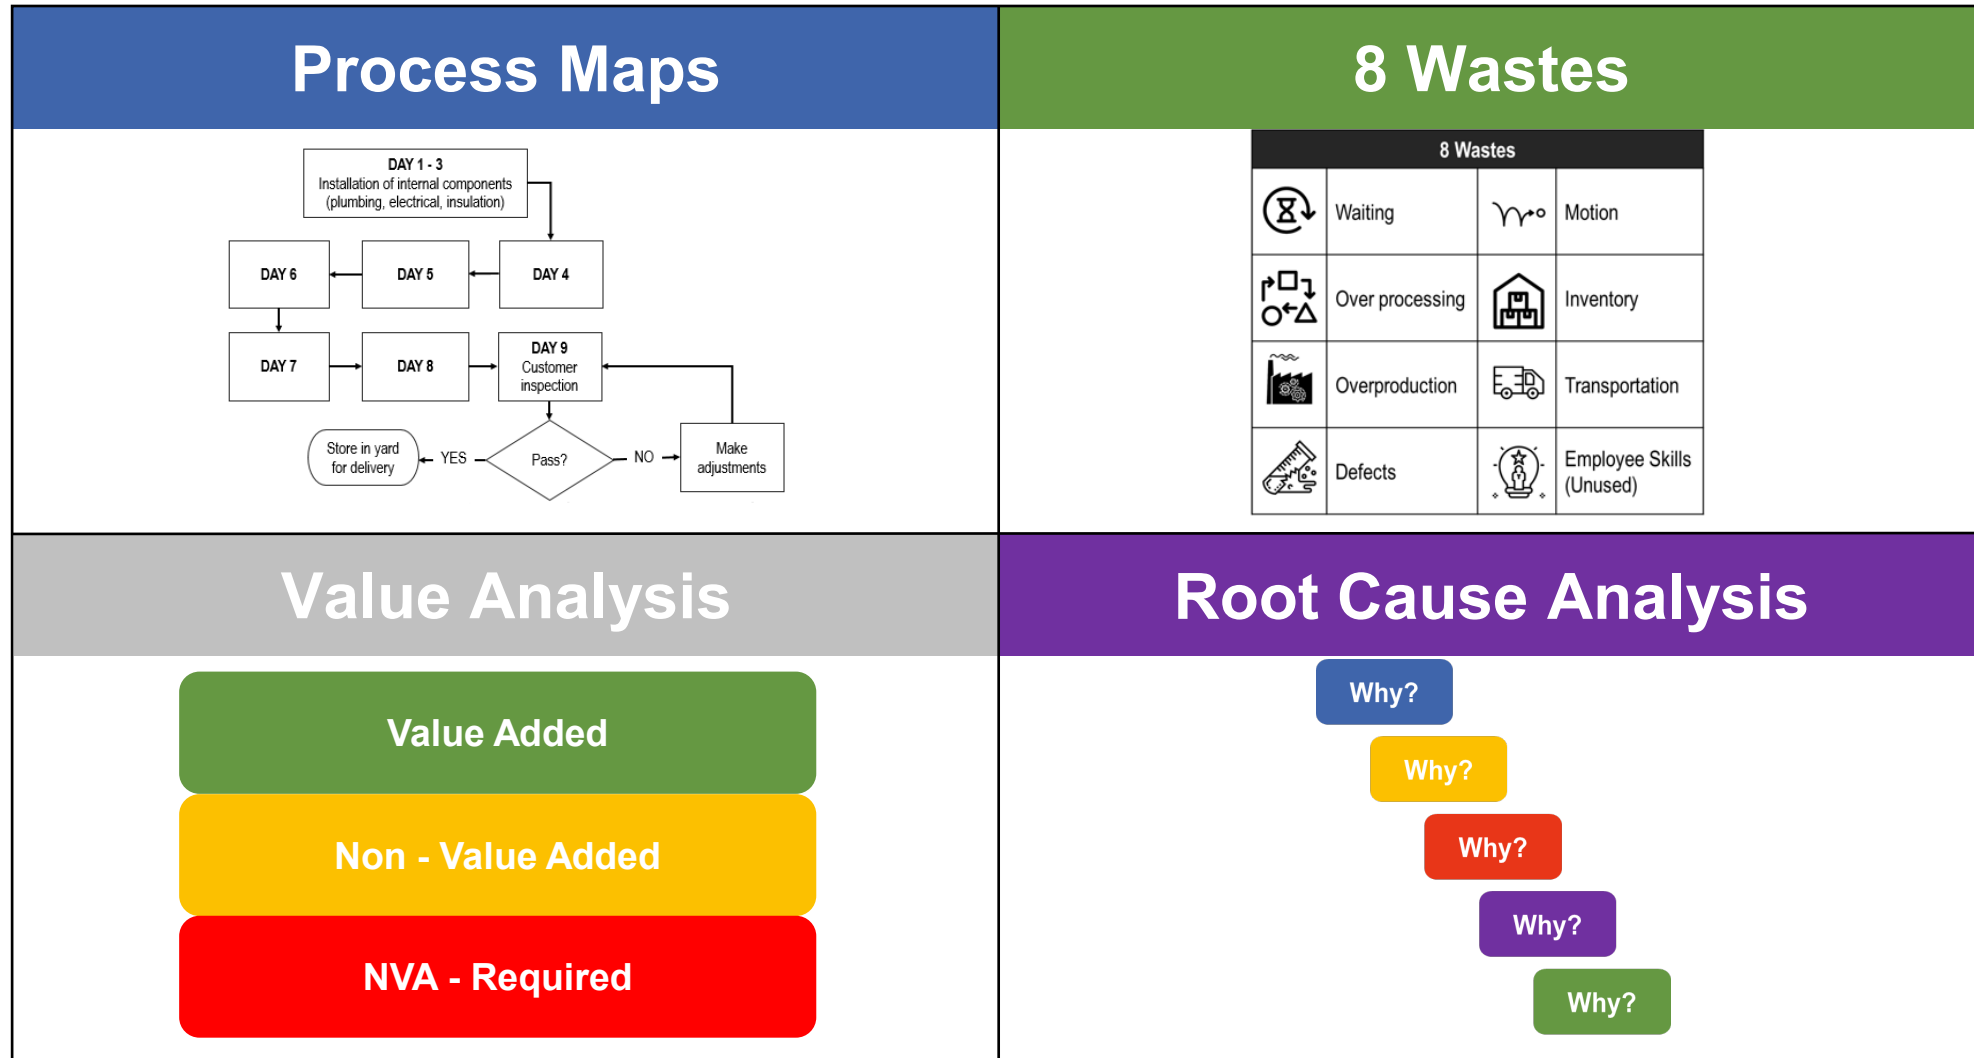 Process Maps
DAY 1 - 3
Installation of internal components
(plumbing, electrical, insulation)
DAY 6
DAY 5
DAY 4
DAY 7
DAY 8
DAY 9
Customer
inspection
Store in yard
for delivery
YES
Pass?
NO
Make
adjustments
8 Wastes
8 Wastes
Waiting
Motion
Over processing
Inventory
Overproduction
Transportation
Defects
Employee Skills
(Unused)
Value Analysis
Value Added
Non - Value Added
NVA - Required
Root Cause Analysis
Why?
Why?
Why?
Why?
Why?